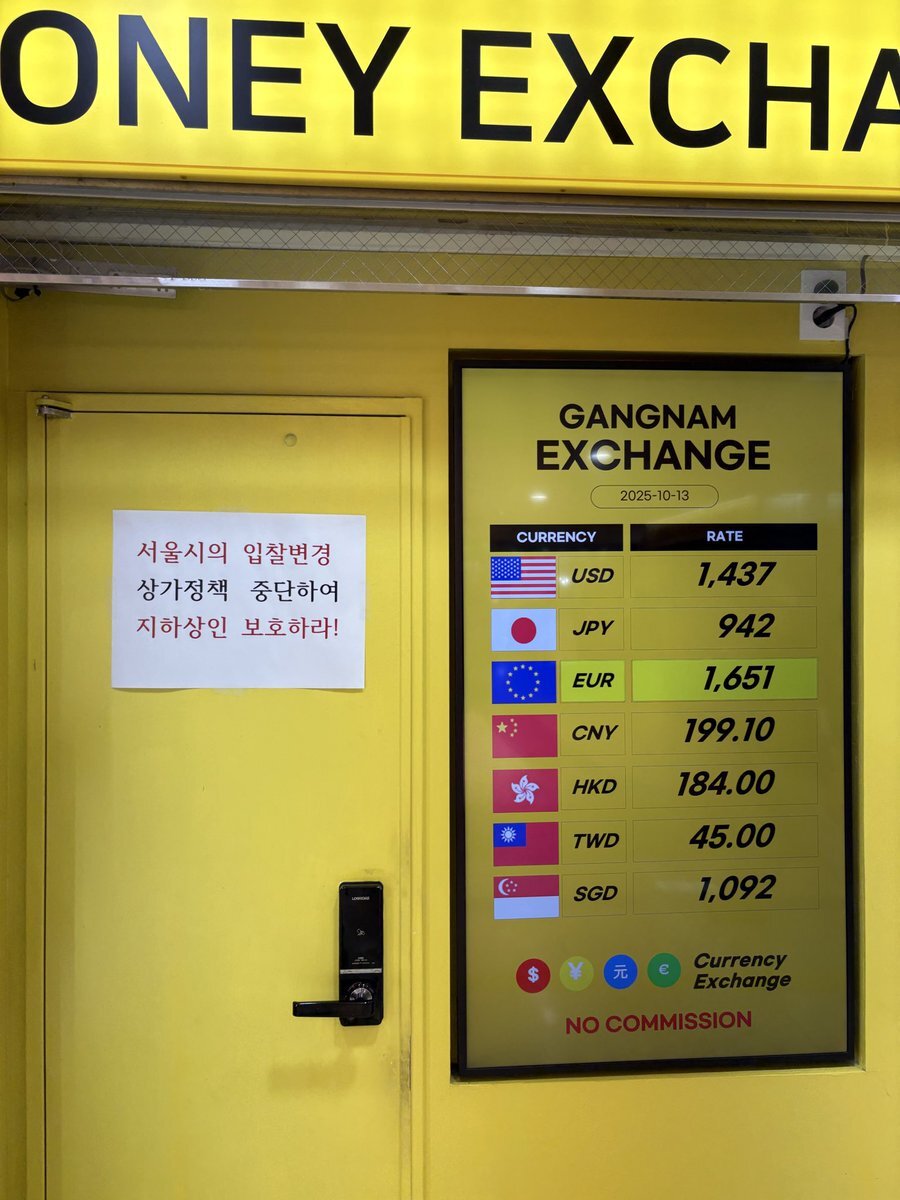 ONEY EXCHA
서울시의 입찰변경
상가정책 중단하여
지하상인 보호하라!
GANGNAM
EXCHANGE
2025-10-13
CURRENCY RATE
USD 1,437
JPY 942
EUR 1,651
CNY 199.10
HKD 184.00
TWD 45.00
SGD 1,092
$ ¥ 元 €
Currency
Exchange
NO COMMISSION